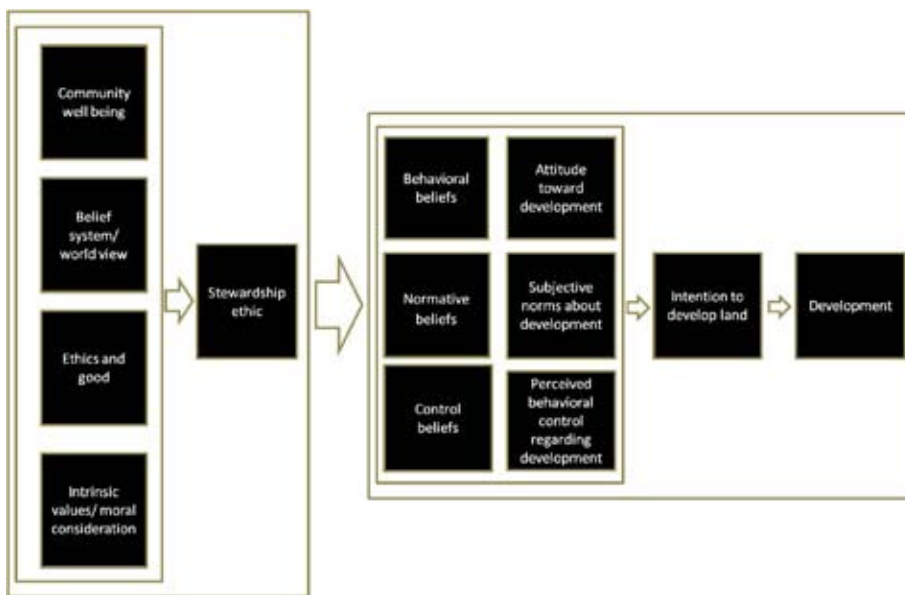 Community
well being
Belief
system/
world view
Ethics and
good
Intrinsic
values/ moral
consideration
Stewardship
ethic
Behavioral
beliefs
Attitude
toward
development
Normative
beliefs
Subjective
norms about
development
Control
beliefs
Perceived
behavioral
control
regarding
development
Intention to
develop land
Development